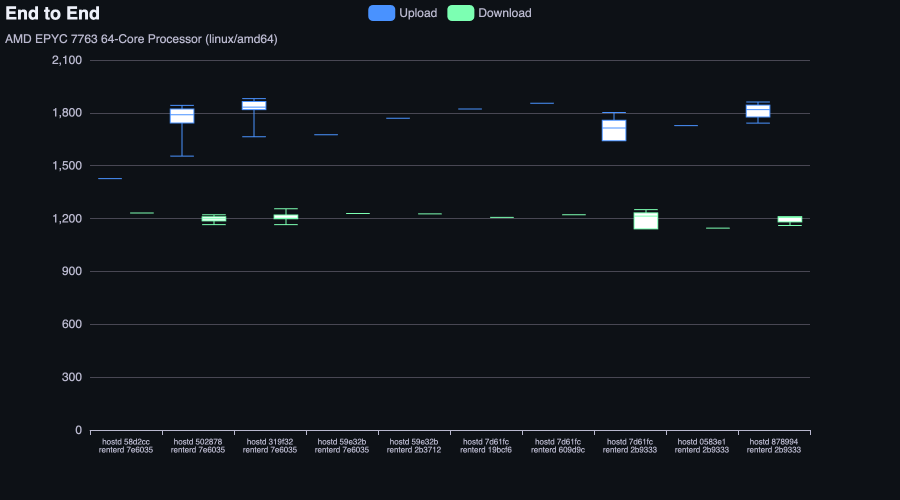 End to End
Upload
Download
AMD EPYC 7763 64-Core Processor (linux/amd64)
2,100
1,800
1,500
1,200
900
600
300
0
hostd 58d2cc
renterd 7e6035
hostd 502878
renterd 7e6035
hostd 319f32
renterd 7e6035
hostd 59e32b
renterd 7e6035
hostd 59e32b
renterd 2b3712
hostd 7d61fc
renterd 19bcf6
hostd 7d61fc
renterd 609d9c
hostd 7d61fc
renterd 2b9333
hostd 0583e1
renterd 2b9333
hostd 878994
renterd 2b9333